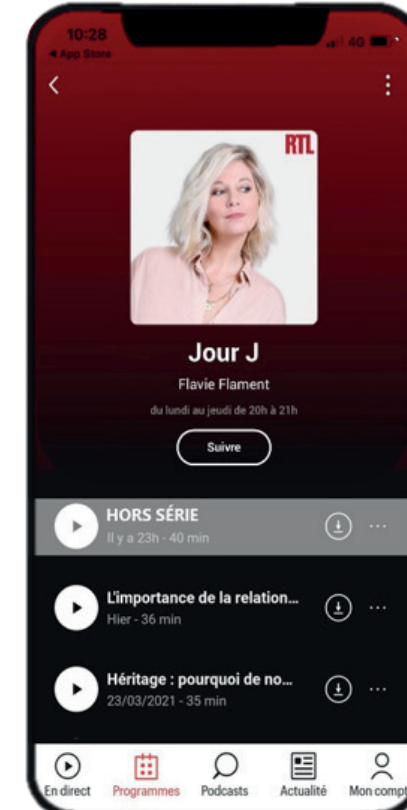 10:28
App Store
4G
RTL
Jour J
Flavie Flament
du lundi au jeudi de 20h à 21h
Suivre
HORS SÉRIE
Il y a 23h - 40 min
L'importance de la relation...
Hier - 36 min
Héritage : pourquoi de no...
23/03/2021 - 35 min
En direct Programmes Podcasts Actualité Mon compt